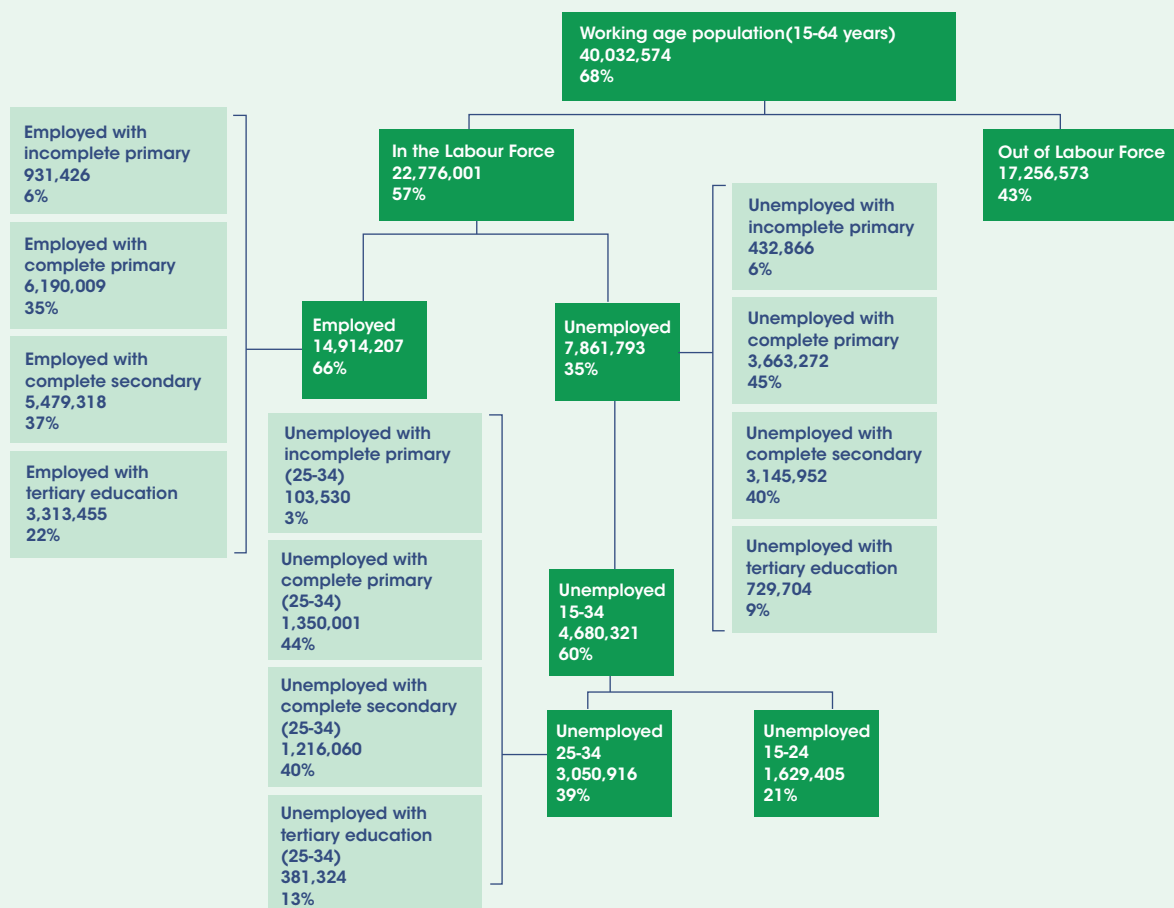 Working age population(15-64 years)
40,032,574
68%
In the Labour Force
22,776,001
57%
Out of Labour Force
17,256,573
43%
Employed with
incomplete primary
931,426
6%
Employed with
complete primary
6,190,009
35%
Employed with
complete secondary
5,479,318
37%
Employed with
tertiary education
3,313,455
22%
Employed
14,914,207
66%
Unemployed
7,861,793
35%
Unemployed with
incomplete primary
432,866
6%
Unemployed with
complete primary
3,663,272
45%
Unemployed with
complete secondary
3,145,952
40%
Unemployed with
tertiary education
729,704
9%
Unemployed with
incomplete primary
(25-34)
103,530
3%
Unemployed with
complete primary
(25-34)
1,350,001
44%
Unemployed with
complete secondary
(25-34)
1,216,060
40%
Unemployed with
tertiary education
(25-34)
381,324
13%
Unemployed
15-34
4,680,321
60%
Unemployed
25-34
3,050,916
39%
Unemployed
15-24
1,629,405
21%